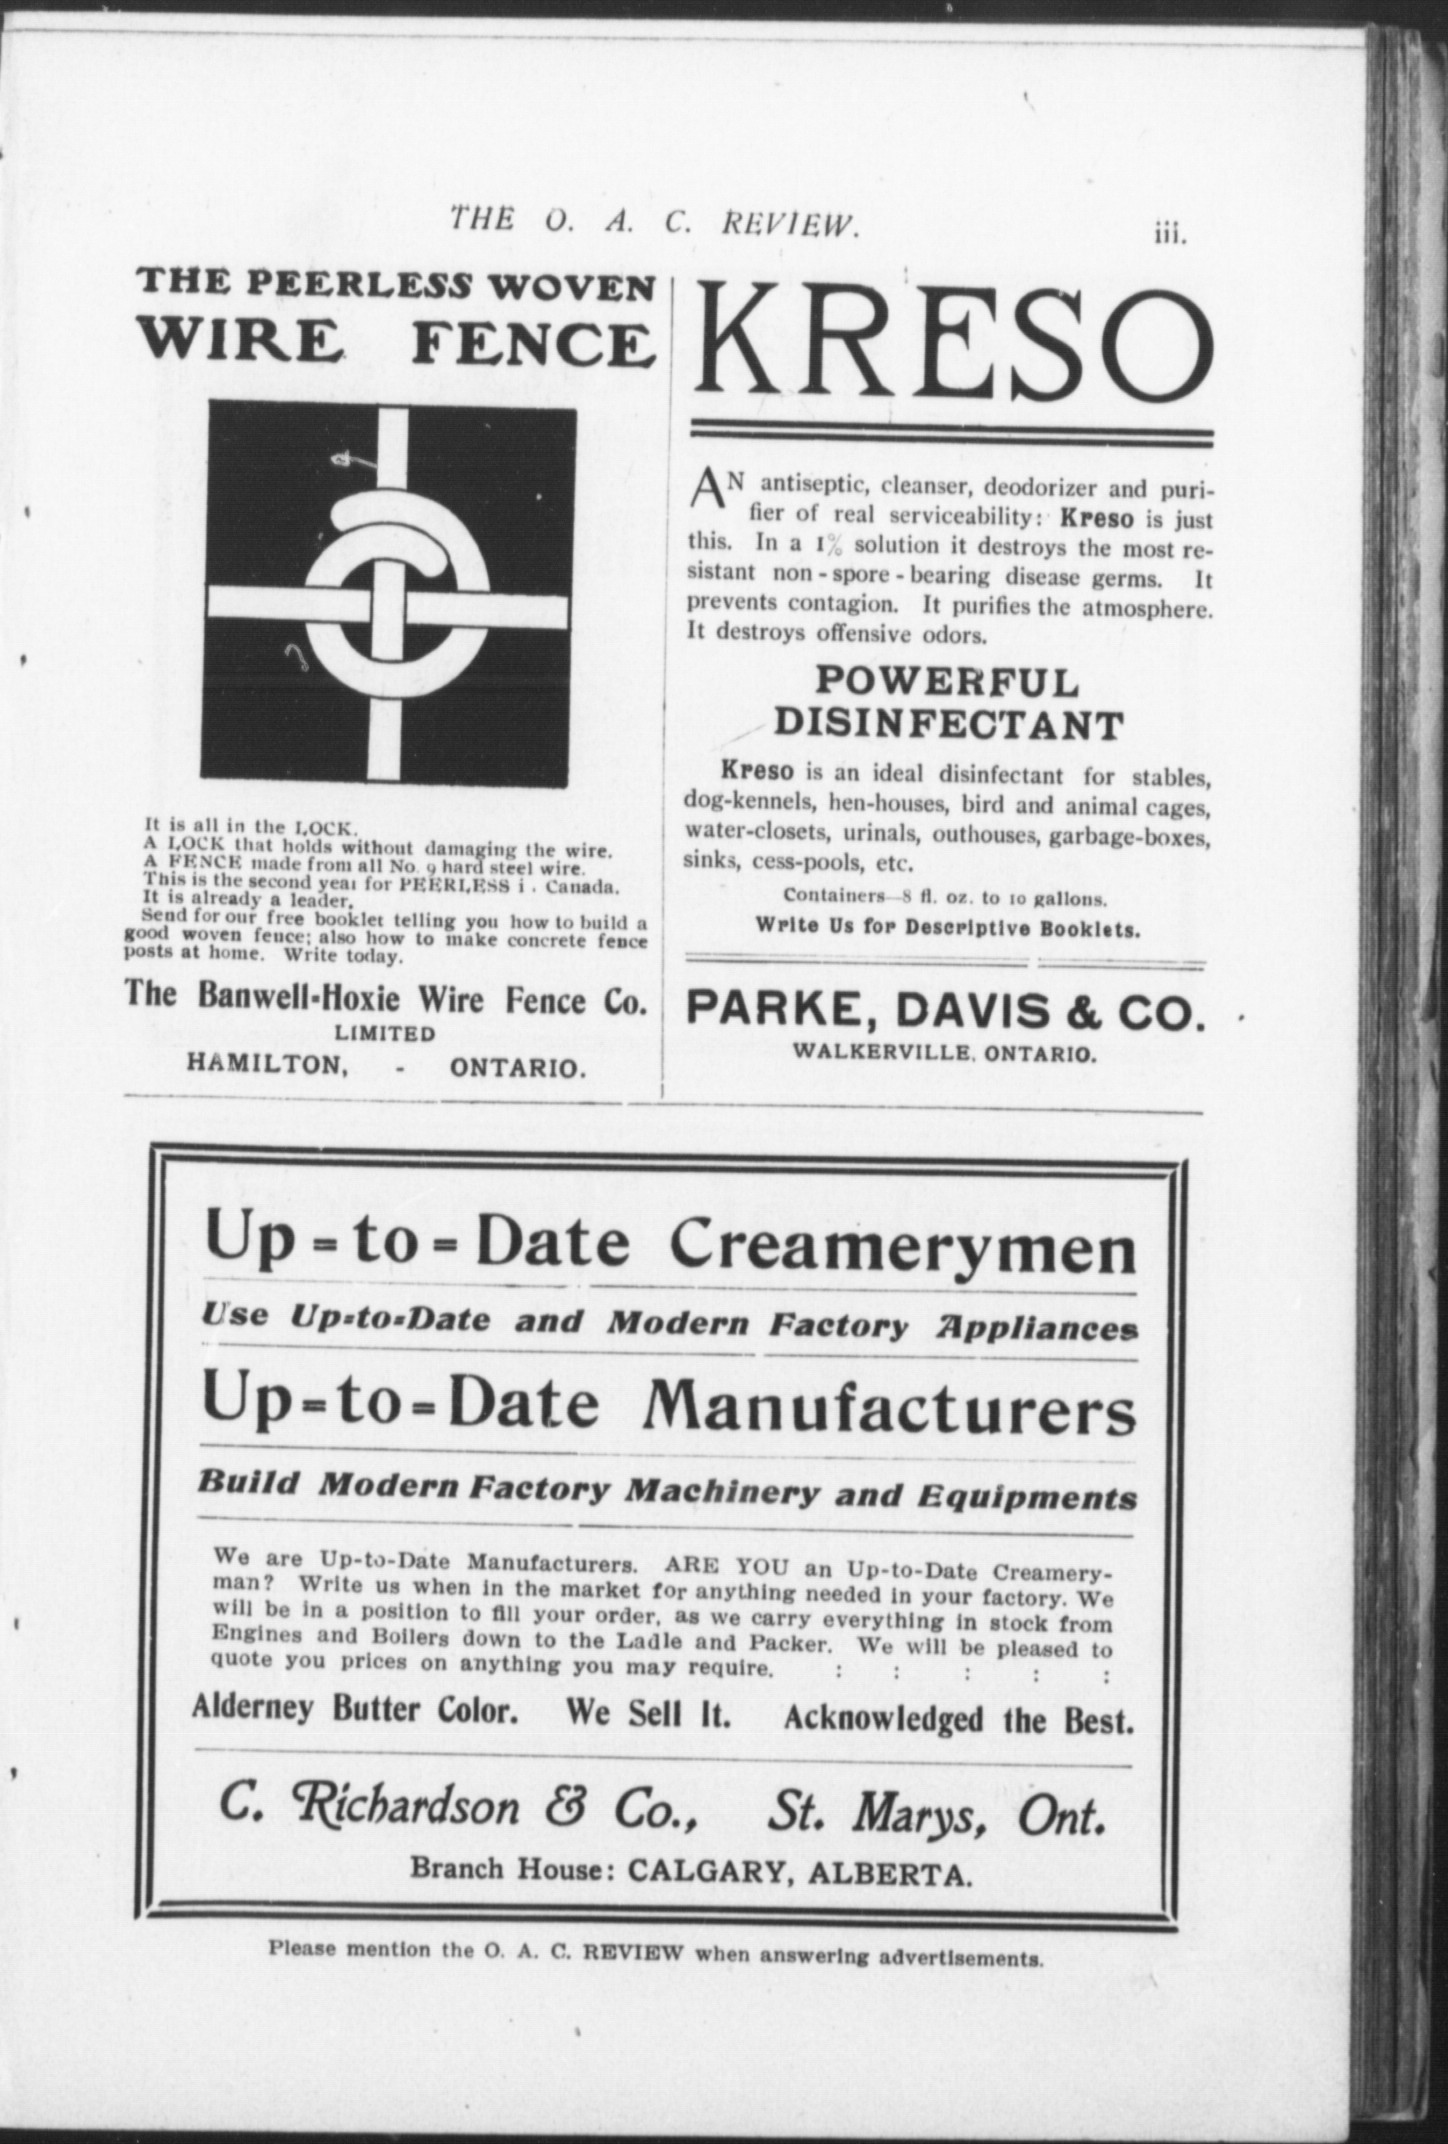 THE O. A. C. REVIEW. iii.
THE PEERLESS WOVEN
WIRE FENCE
It is all in the LOCK.
A LOCK that holds without damaging the wire.
A FENCE made from all No. 9 hard steel wire.
This is the second year for PEERLESS i . Canada.
It is already a leader.
Send for our free booklet telling you how to build a
good woven fence; also how to make concrete fence
posts at home. Write today.
The Banwell-Hoxie Wire Fence Co.
LIMITED
HAMILTON, - ONTARIO.
KRESO
AN antiseptic, cleanser, deodorizer and puri-
fier of real serviceability: Kreso is just
this. In a 1% solution it destroys the most re-
sistant non-spore-bearing disease germs. It
prevents contagion. It purifies the atmosphere.
It destroys offensive odors.
POWERFUL
DISINFECTANT
Kreso is an ideal disinfectant for stables,
dog-kennels, hen-houses, bird and animal cages,
water-closets, urinals, outhouses, garbage-boxes,
sinks, cess-pools, etc.
Containers—8 fl. oz. to 10 gallons.
Write Us for Descriptive Booklets.
PARKE, DAVIS & CO.
WALKERVILLE, ONTARIO.
Up=to=Date Creamerymen
Use Up=to=Date and Modern Factory Appliances
Up=to=Date Manufacturers
Build Modern Factory Machinery and Equipments
We are Up-to-Date Manufacturers. ARE YOU an Up-to-Date Creamery-
man? Write us when in the market for anything needed in your factory. We
will be in a position to fill your order, as we carry everything in stock from
Engines and Boilers down to the Ladle and Packer. We will be pleased to
quote you prices on anything you may require. : : : : :
Alderney Butter Color. We Sell It. Acknowledged the Best.
C. Richardson & Co., St. Marys, Ont.
Branch House: CALGARY, ALBERTA.
Please mention the O. A. C. REVIEW when answering advertisements.